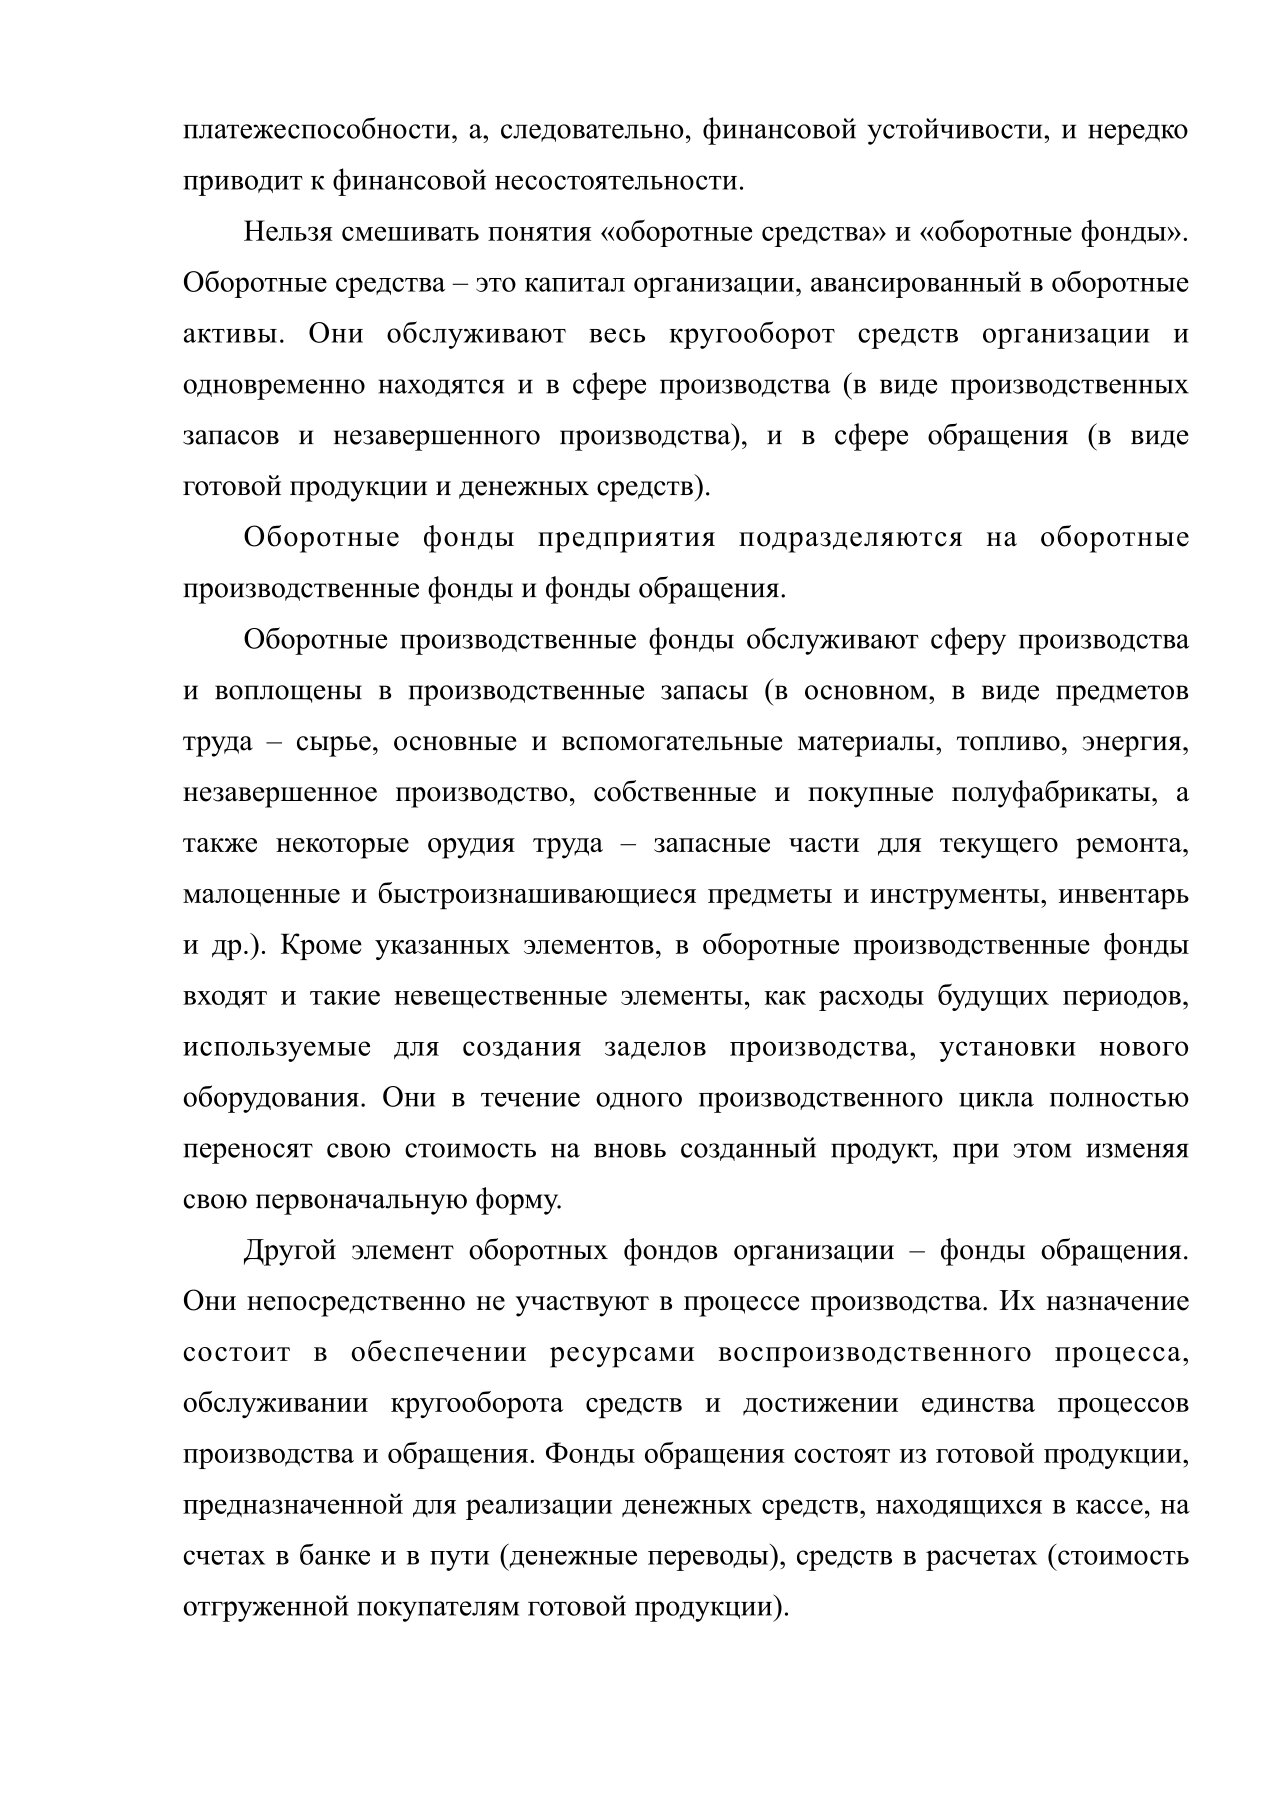 платежеспособности, а, следовательно, финансовой устойчивости, и нередко
приводит к финансовой несостоятельности.
Нельзя смешивать понятия «оборотные средства» и «оборотные фонды».
Оборотные средства – это капитал организации, авансированный в оборотные
активы. Они обслуживают весь кругооборот средств организации и
одновременно находятся и в сфере производства (в виде производственных
запасов и незавершенного производства), и в сфере обращения (в виде
готовой продукции и денежных средств).
Оборотные фонды предприятия подразделяются на оборотные
производственные фонды и фонды обращения.
Оборотные производственные фонды обслуживают сферу производства
и воплощены в производственные запасы (в основном, в виде предметов
труда – сырье, основные и вспомогательные материалы, топливо, энергия,
незавершенное производство, собственные и покупные полуфабрикаты, а
также некоторые орудия труда – запасные части для текущего ремонта,
малоценные и быстроизнашивающиеся предметы и инструменты, инвентарь
и др.). Кроме указанных элементов, в оборотные производственные фонды
входят и такие невещественные элементы, как расходы будущих периодов,
используемые для создания заделов производства, установки нового
оборудования. Они в течение одного производственного цикла полностью
переносят свою стоимость на вновь созданный продукт, при этом изменяя
свою первоначальную форму.
Другой элемент оборотных фондов организации – фонды обращения.
Они непосредственно не участвуют в процессе производства. Их назначение
состоит в обеспечении ресурсами воспроизводственного процесса,
обслуживании кругооборота средств и достижении единства процессов
производства и обращения. Фонды обращения состоят из готовой продукции,
предназначенной для реализации денежных средств, находящихся в кассе, на
счетах в банке и в пути (денежные переводы), средств в расчетах (стоимость
отгруженной покупателям готовой продукции).